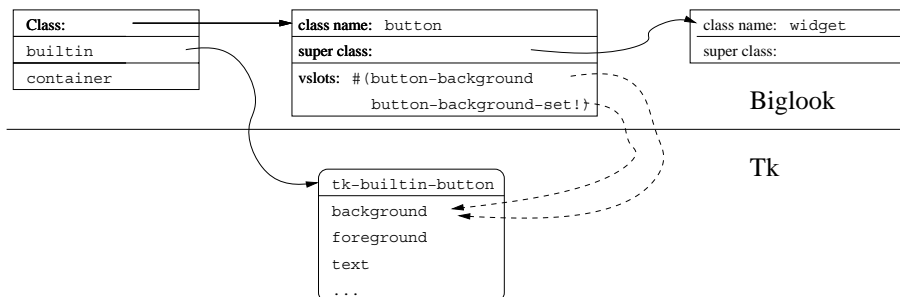 Class:
builtin
container
class name: button
super class:
vslots: #(button-background
button-background-set!)
class name: widget
super class:
Biglook
Tk
tk-builtin-button
background
foreground
text
...